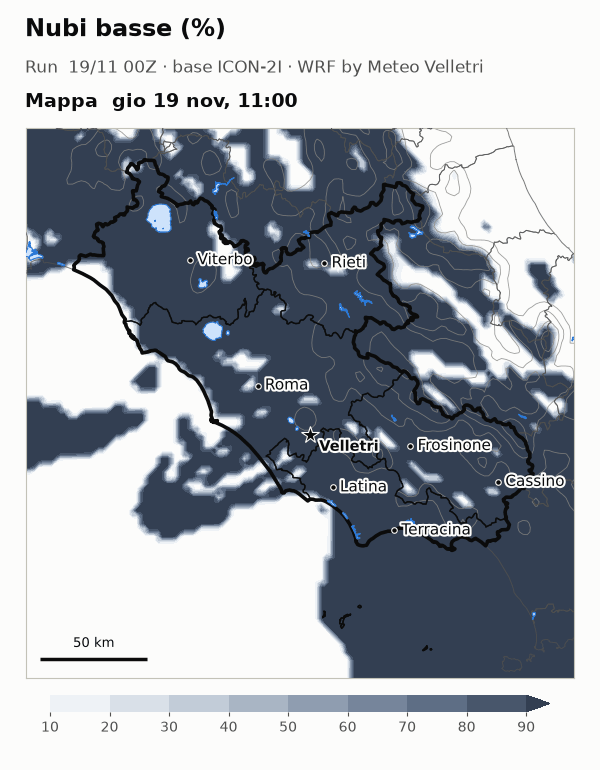 Nubi basse (%)
Run 19/11 00Z · base ICON-2I · WRF by Meteo Velletri
Mappa gio 19 nov, 11:00
Viterbo
Rieti
Roma
Velletri
Frosinone
Cassino
Latina
Terracina
50 km
10 20 30 40 50 60 70 80 90